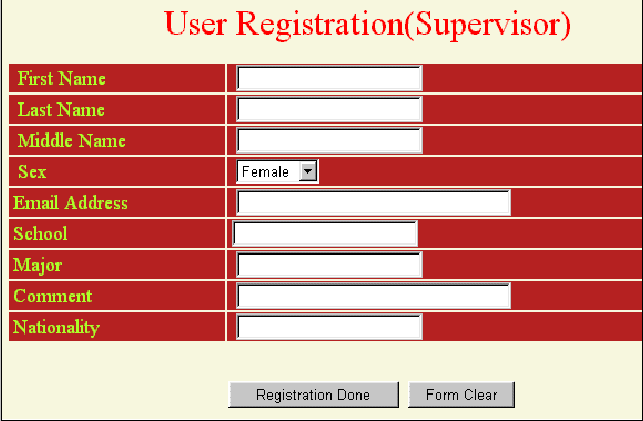 User Registration(Supervisor)
First Name
Last Name
Middle Name
Sex Female
Email Address
School
Major
Comment
Nationality
Registration Done Form Clear